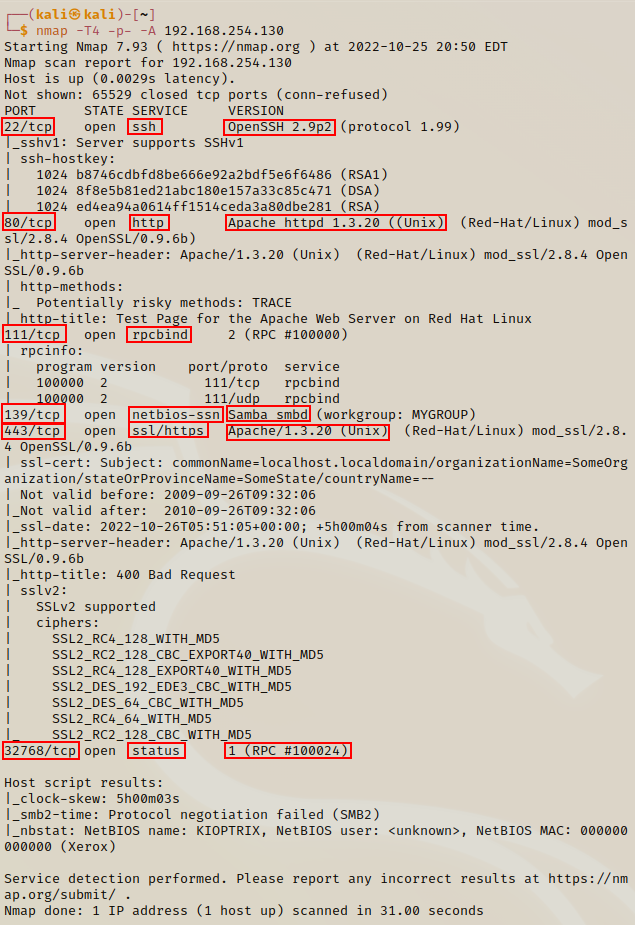 ┌──(kali㉿kali)-[~]
└─$ nmap -T4 -p- -A 192.168.254.130
Starting Nmap 7.93 ( https://nmap.org ) at 2022-10-25 20:50 EDT
Nmap scan report for 192.168.254.130
Host is up (0.0029s latency).
Not shown: 65529 closed tcp ports (conn-refused)
PORT      STATE SERVICE     VERSION
22/tcp    open  ssh         OpenSSH 2.9p2 (protocol 1.99)
|_sshv1: Server supports SSHv1
| ssh-hostkey:
|   1024 b8746cdbfd8be666e92a2bdf5e6f6486 (RSA1)
|   1024 8f8e5b81ed21abc180e157a33c85c471 (DSA)
|   1024 ed4ea94a0614ff1514ceda3a80dbe281 (RSA)
80/tcp    open  http        Apache httpd 1.3.20 ((Unix)  (Red-Hat/Linux) mod_s
sl/2.8.4 OpenSSL/0.9.6b)
|_http-server-header: Apache/1.3.20 (Unix)  (Red-Hat/Linux) mod_ssl/2.8.4 Open
SSL/0.9.6b
| http-methods:
|_  Potentially risky methods: TRACE
| http-title: Test Page for the Apache Web Server on Red Hat Linux
111/tcp   open  rpcbind     2 (RPC #100000)
| rpcinfo:
|   program version    port/proto  service
|   100000  2            111/tcp   rpcbind
|   100000  2            111/udp   rpcbind
139/tcp   open  netbios-ssn Samba smbd (workgroup: MYGROUP)
443/tcp   open  ssl/https   Apache/1.3.20 (Unix)  (Red-Hat/Linux) mod_ssl/2.8.
4 OpenSSL/0.9.6b
| ssl-cert: Subject: commonName=localhost.localdomain/organizationName=SomeOrg
anization/stateOrProvinceName=SomeState/countryName=--
| Not valid before: 2009-09-26T09:32:06
|_Not valid after:  2010-09-26T09:32:06
|_ssl-date: 2022-10-26T05:51:05+00:00; +5h00m04s from scanner time.
|_http-server-header: Apache/1.3.20 (Unix)  (Red-Hat/Linux) mod_ssl/2.8.4 Open
SSL/0.9.6b
|_http-title: 400 Bad Request
| sslv2:
|   SSLv2 supported
|   ciphers:
|     SSL2_RC4_128_WITH_MD5
|     SSL2_RC2_128_CBC_EXPORT40_WITH_MD5
|     SSL2_RC4_128_EXPORT40_WITH_MD5
|     SSL2_DES_192_EDE3_CBC_WITH_MD5
|     SSL2_DES_64_CBC_WITH_MD5
|     SSL2_RC4_64_WITH_MD5
|_    SSL2_RC2_128_CBC_WITH_MD5
32768/tcp open  status      1 (RPC #100024)
Host script results:
|_clock-skew: 5h00m03s
|_smb2-time: Protocol negotiation failed (SMB2)
|_nbstat: NetBIOS name: KIOPTRIX, NetBIOS user: <unknown>, NetBIOS MAC: 000000
000000 (Xerox)
Service detection performed. Please report any incorrect results at https://nm
ap.org/submit/ .
Nmap done: 1 IP address (1 host up) scanned in 31.00 seconds